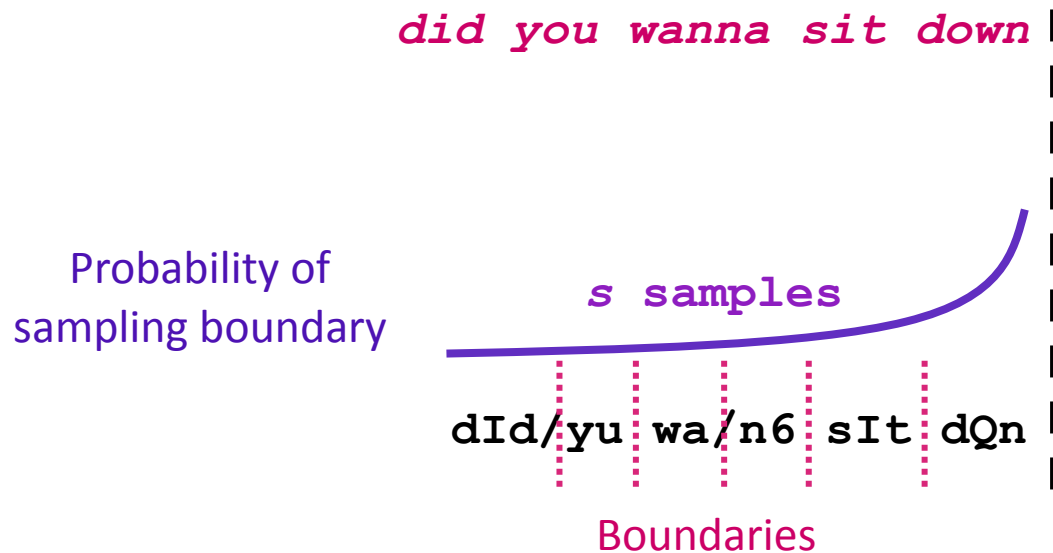 did you wanna sit down
Probability of
sampling boundary
s samples
dId/yu wa/n6 sIt dQn
Boundaries